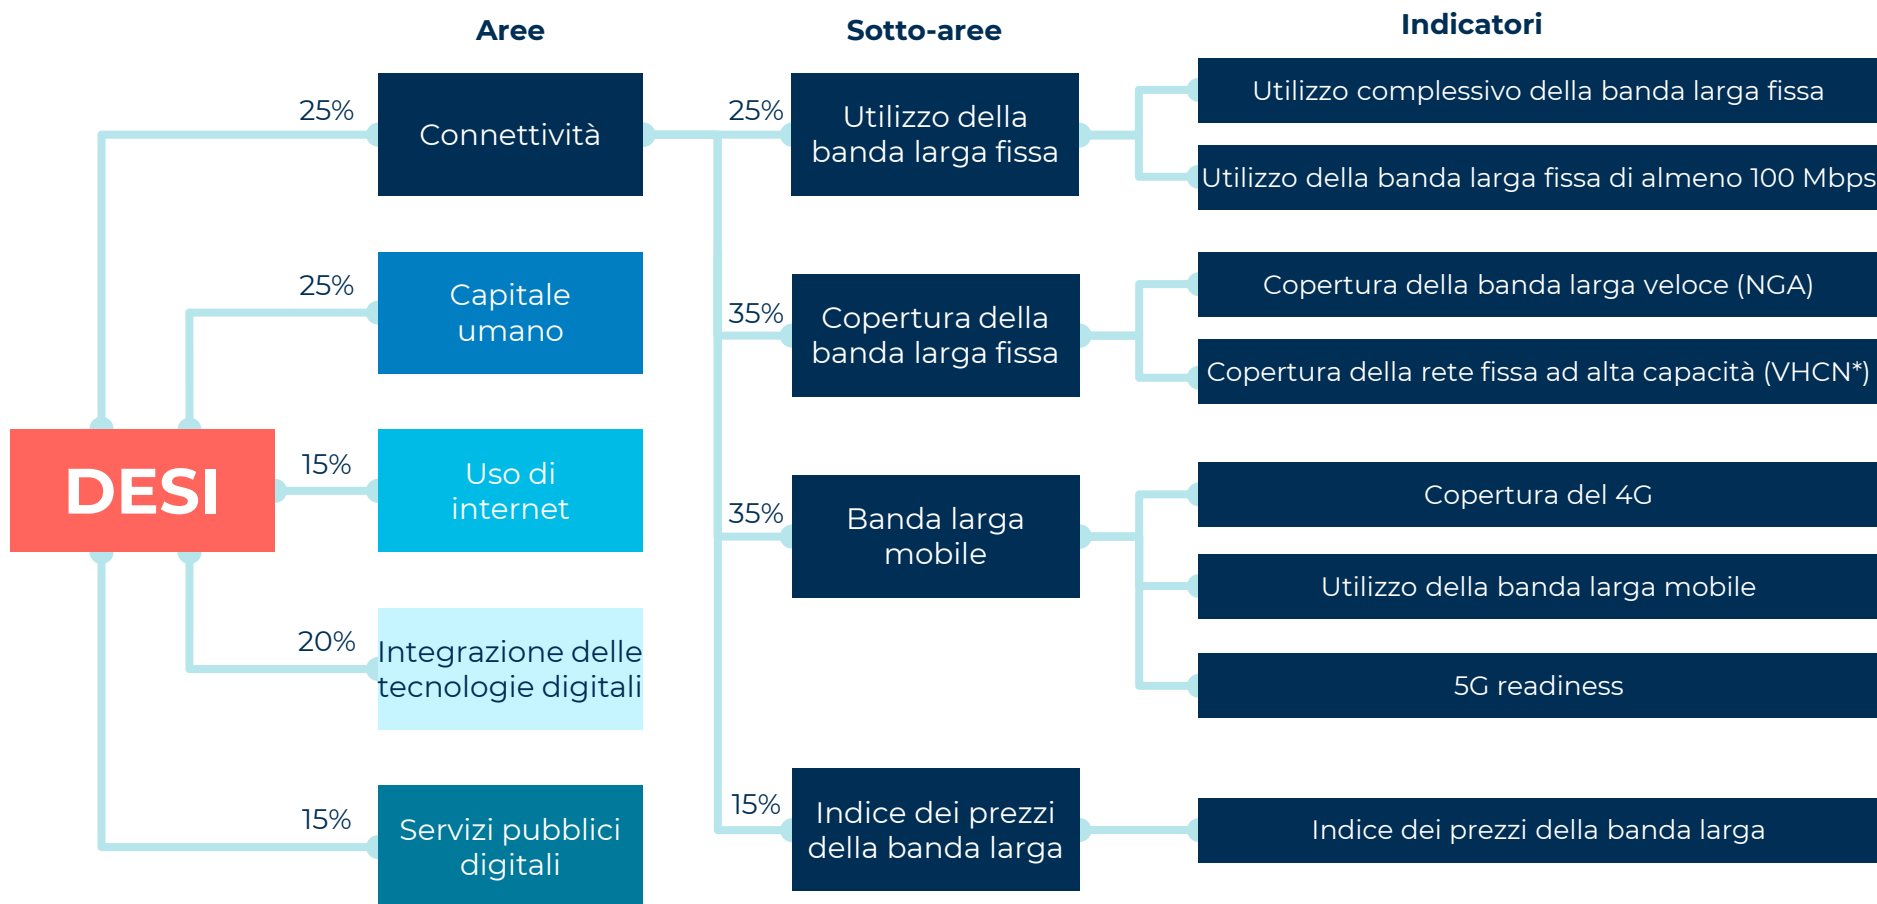 Aree
Sotto-aree
Indicatori
DESI
25%
Connettività
25%
Capitale
umano
15%
Uso di
internet
20%
Integrazione delle
tecnologie digitali
15%
Servizi pubblici
digitali
25%
Utilizzo della
banda larga fissa
35%
Copertura della
banda larga fissa
35%
Banda larga
mobile
15%
Indice dei prezzi
della banda larga
Utilizzo complessivo della banda larga fissa
Utilizzo della banda larga fissa di almeno 100 Mbps
Copertura della banda larga veloce (NGA)
Copertura della rete fissa ad alta capacità (VHCN*)
Copertura del 4G
Utilizzo della banda larga mobile
5G readiness
Indice dei prezzi della banda larga